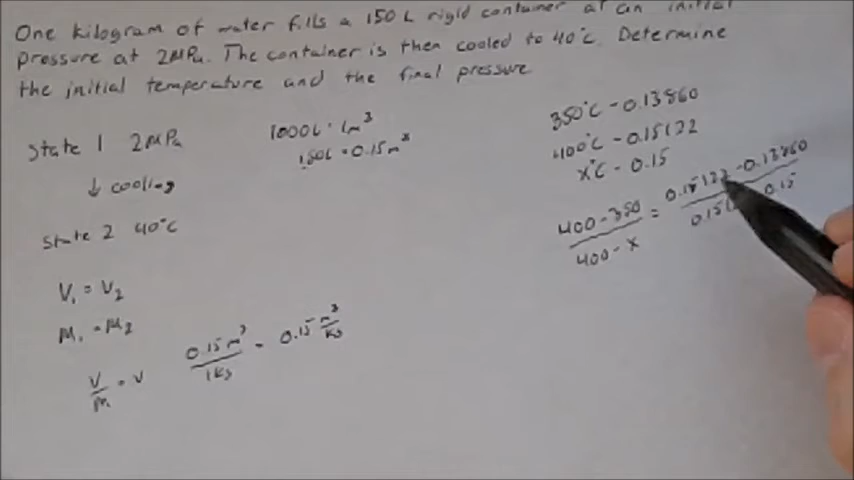 One kilogram of water fills a 150 L rigid container at an initial
pressure at 2MPa. The container is then cooled to 40°C. Determine
the initial temperature and the final pressure
State 1 2MPa
↓ cooling
State 2 40°C
V₁ = V₂
M₁ = M₂
V/M = v
1000L = 1m³
150L = 0.15m³
0.15m³/1kg = 0.15 m³/kg
350°C - 0.13860
400°C - 0.15122
x°C - 0.15
(400-350)/(400-x) = (0.15122-0.13860)/(0.151 0.15)